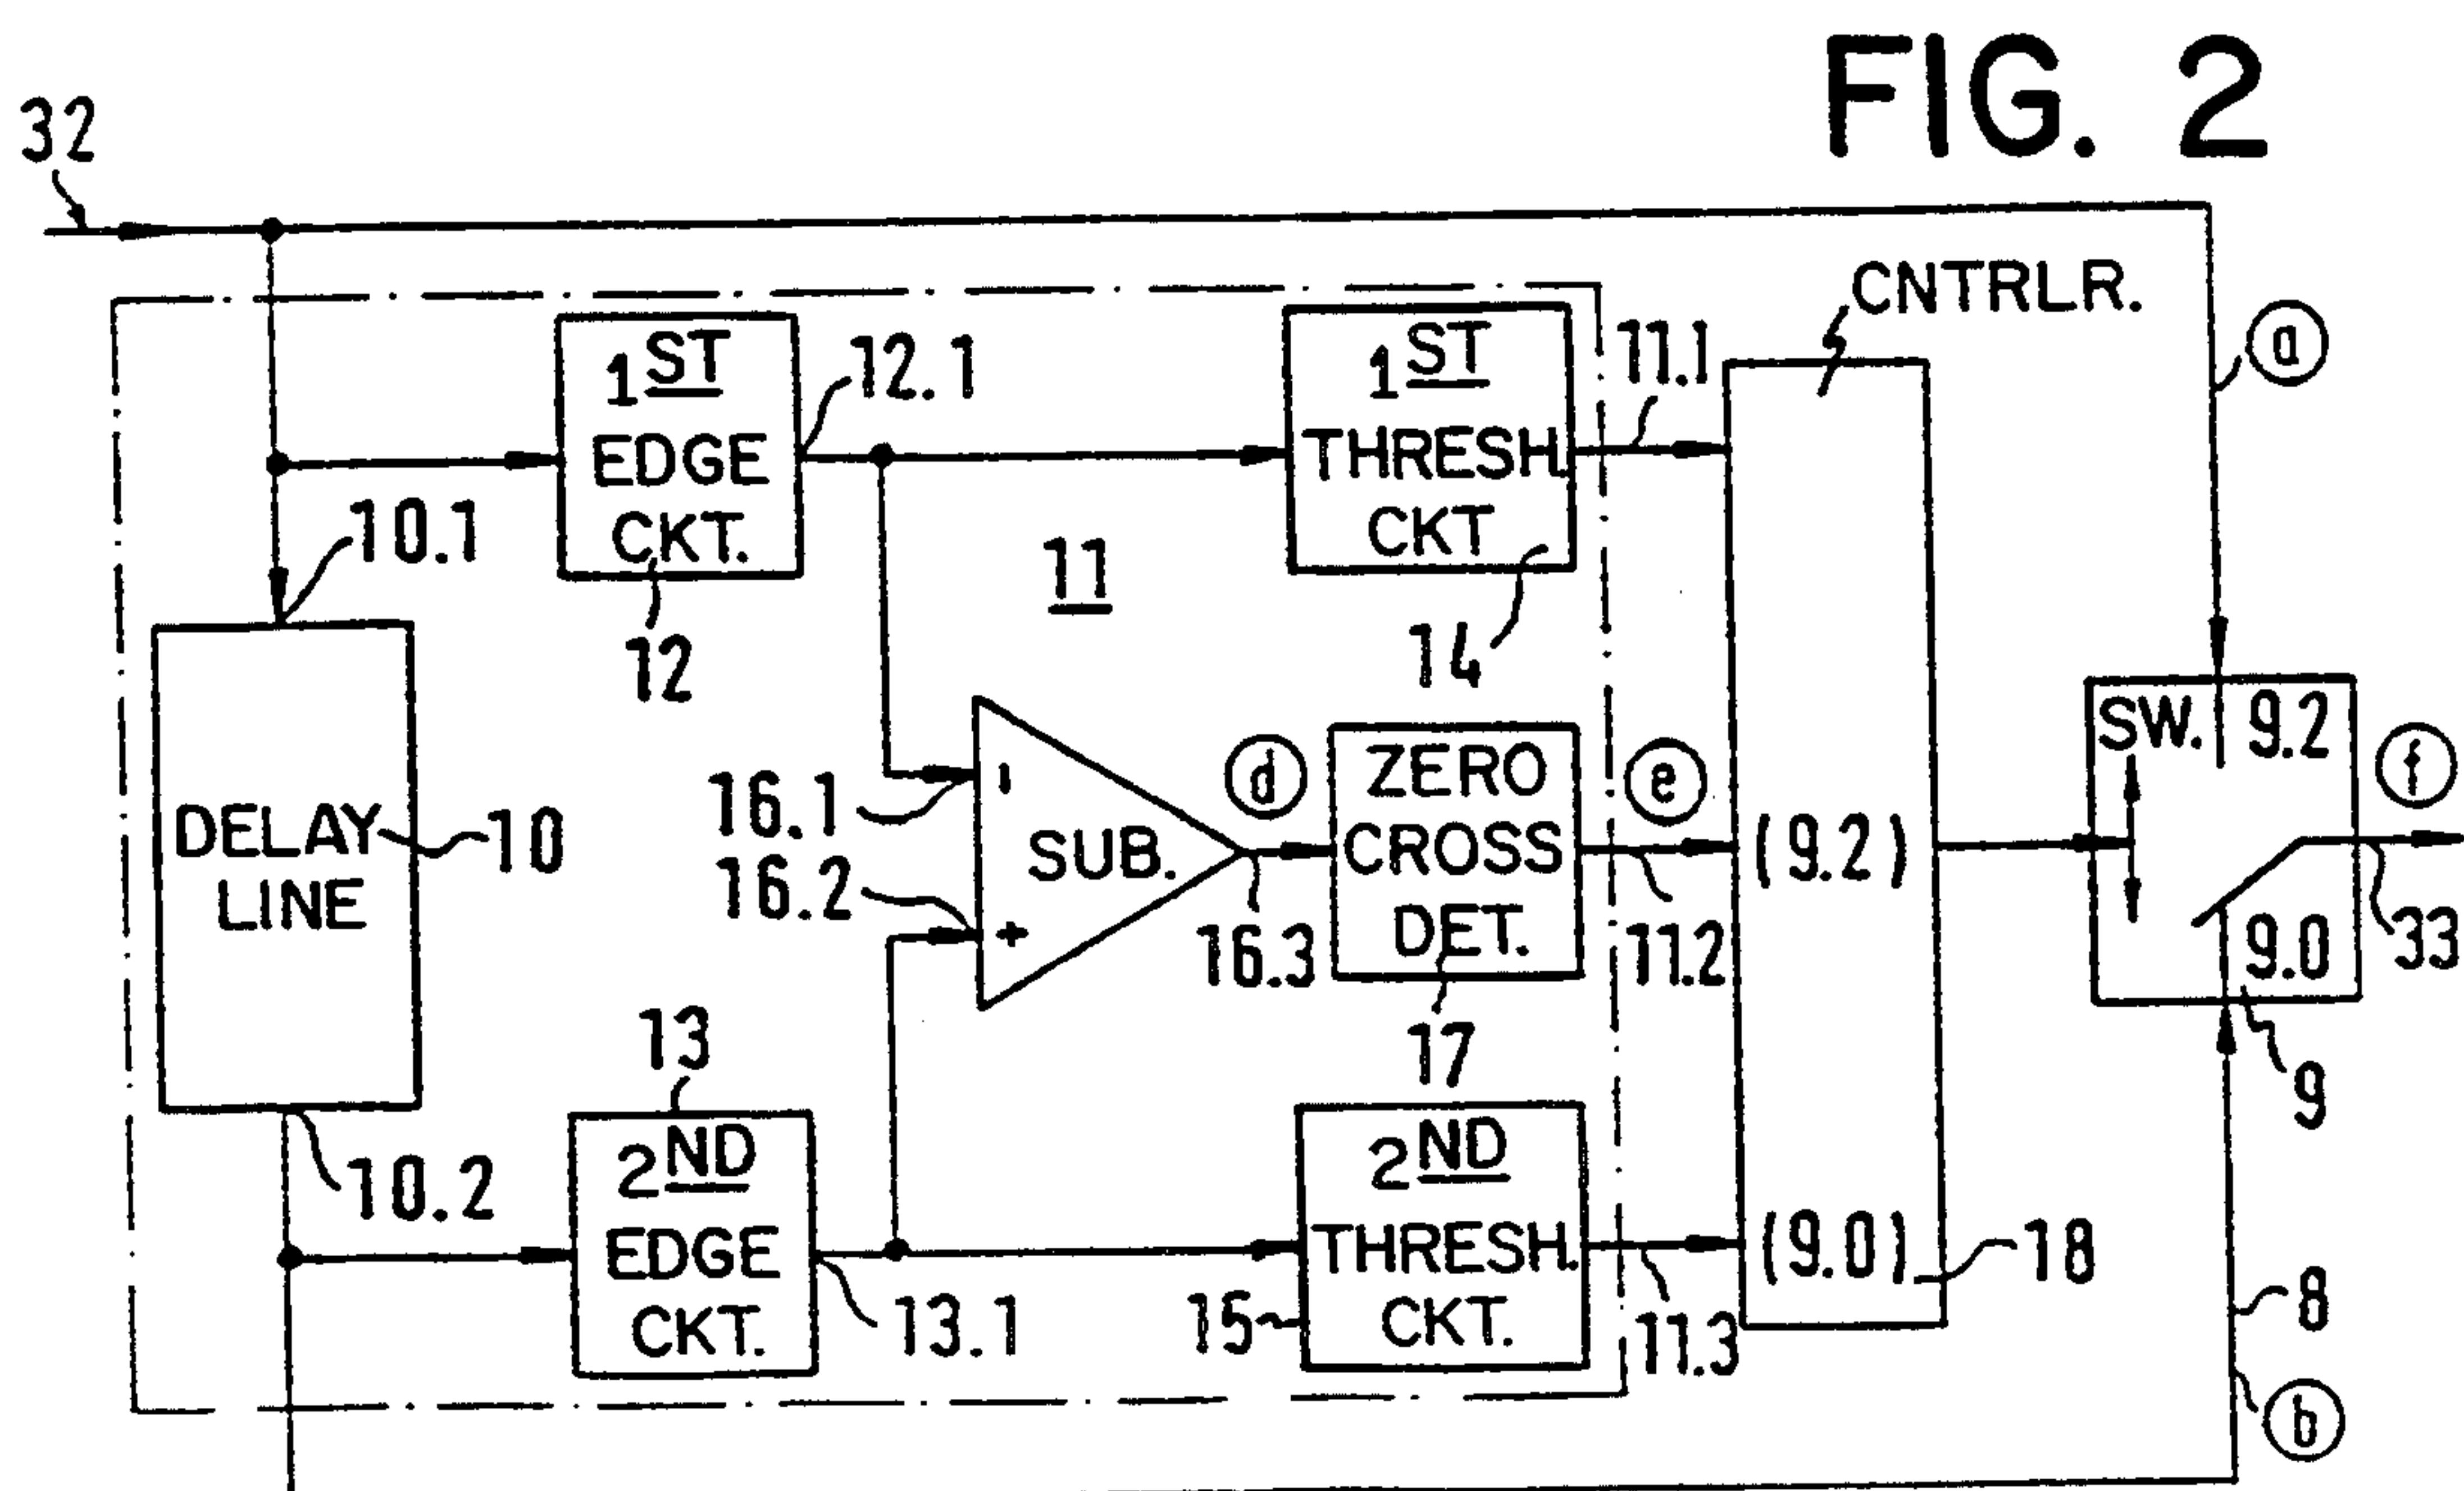 FIG. 2
32
CNTRLR.
a
1ST
EDGE
CKT.
12.1
12
1ST
THRESH.
CKT
14
11.1
10.1
11
DELAY
LINE
10
16.1
16.2
-
+
SUB.
d
16.3
ZERO
CROSS
DET.
17
e
11.2
(9.2)
SW.
9.2
f
9.0
33
9
13
10.2
2ND
EDGE
CKT.
13.1
2ND
THRESH.
CKT.
15
11.3
(9.0)
18
8
b